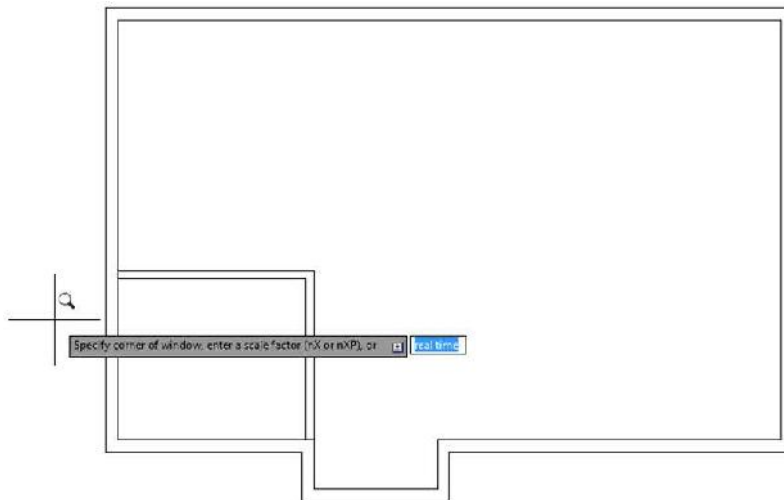 Specify corner of window, enter a scale factor (nX or nXP), or
real time